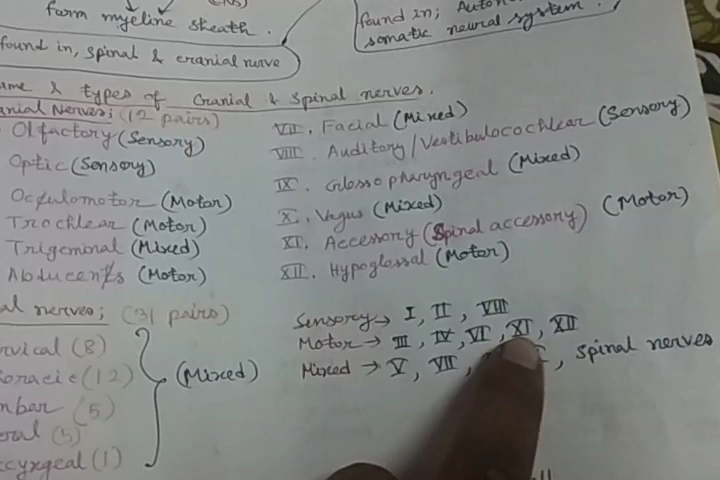 form myeline sheath.
found in, spinal & cranial nerve
found in; Auton
somatic neural system.
ame & types of cranial & spinal nerves.
anial Nerves; (12 pairs)
Olfactory (Sensory)
Optic (Sensory)
Occulomotor (Motor)
Trochlear (Motor)
Trigeminal (Mixed)
Abducents (Motor)
VII. Facial (Mixed)
VIII. Auditory/Vestibulocochlear (Sensory)
IX. Glossopharyngeal (Mixed)
X. Vagus (Mixed)
XI. Accessory (Spinal accessory) (Motor)
XII. Hypoglossal (Motor)
al nerves; (31 pairs)
rvical (8)
oracic (12)
mbar (5)
eral (5)
ccyxgeal (1)
(Mixed)
Sensory → I, II, VIII
Motor → III, IV, VI, XI, XII
Mixed → V, VII, , spinal nerves